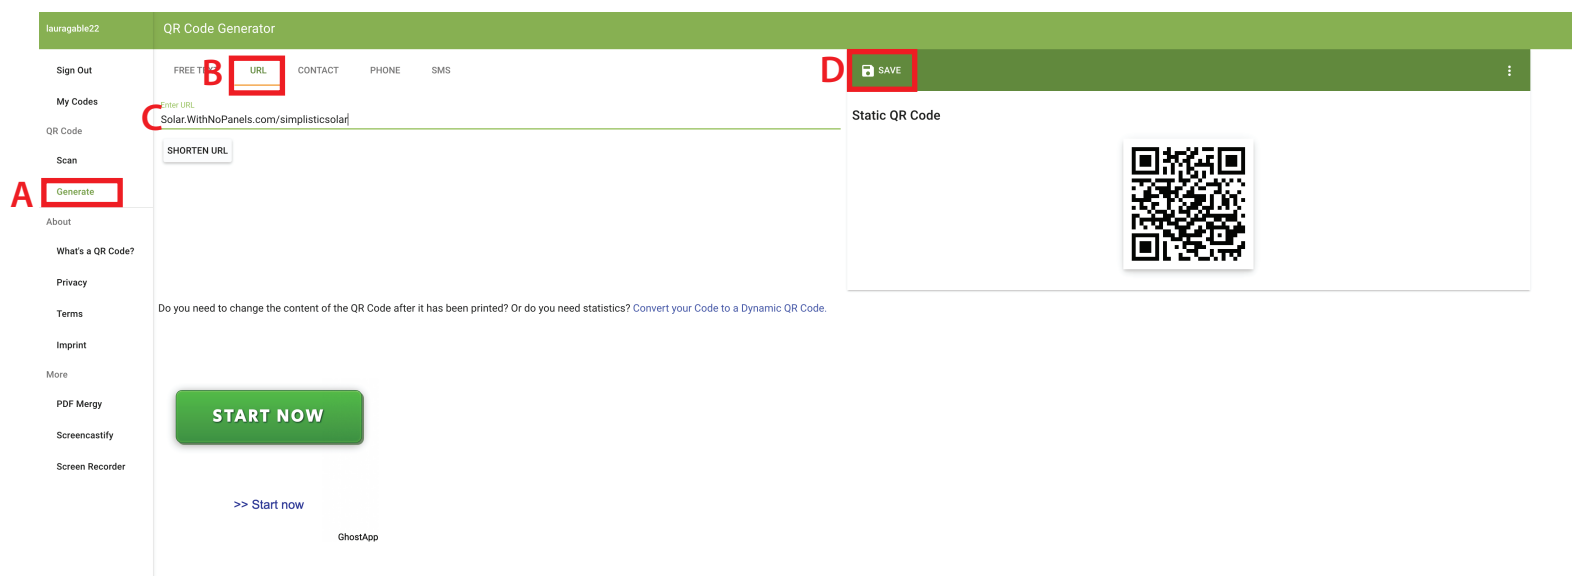 lauragable22
QR Code Generator
Sign Out
My Codes
QR Code
Scan
A
Generate
About
What's a QR Code?
Privacy
Terms
Imprint
More
PDF Mergy
Screencastify
Screen Recorder
FREE
B
URL
CONTACT
PHONE
SMS
Enter URL
C
Solar.WithNoPanels.com/simplisticsolar
SHORTEN URL
Do you need to change the content of the QR Code after it has been printed? Or do you need statistics? Convert your Code to a Dynamic QR Code.
START NOW
>> Start now
GhostApp
D
SAVE
Static QR Code